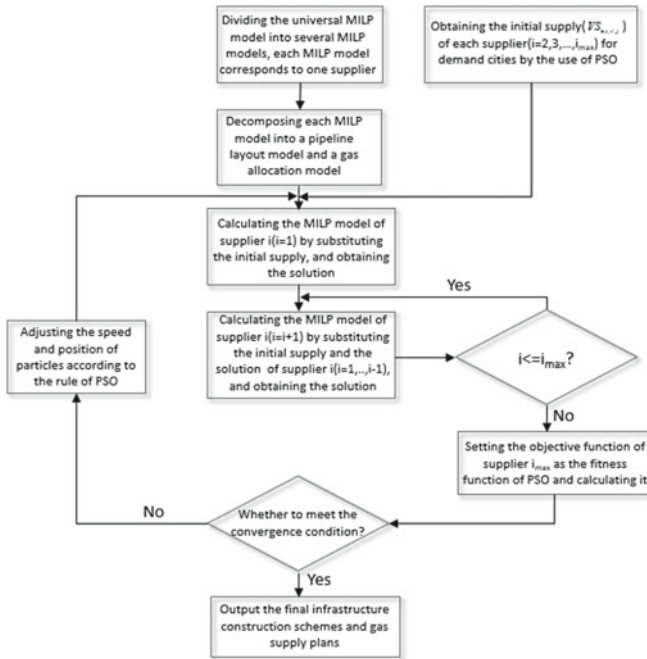 Dividing the universal MILP
model into several MILP
models, each MILP model
corresponds to one supplier
Obtaining the initial supply(
of each supplier(i=2,3,...,imax) for
demand cities by the use of PSO
Decomposing each MILP
model into a pipeline
layout model and a gas
allocation model
Calculating the MILP model of
supplier i(i=1) by substituting
the initial supply, and obtaining
the solution
Yes
Adjusting the speed
and position of
particles according to
the rule of PSO
Calculating the MILP model of
supplier i(i=i+1) by substituting
the initial supply and the
solution of supplier i(i=1,..,i-1),
and obtaining the solution
i<=imax?
No
Setting the objective function of
supplier imax as the fitness
function of PSO and calculating it
No
Whether to meet the
convergence condition?
Yes
Output the final infrastructure
construction schemes and gas
supply plans